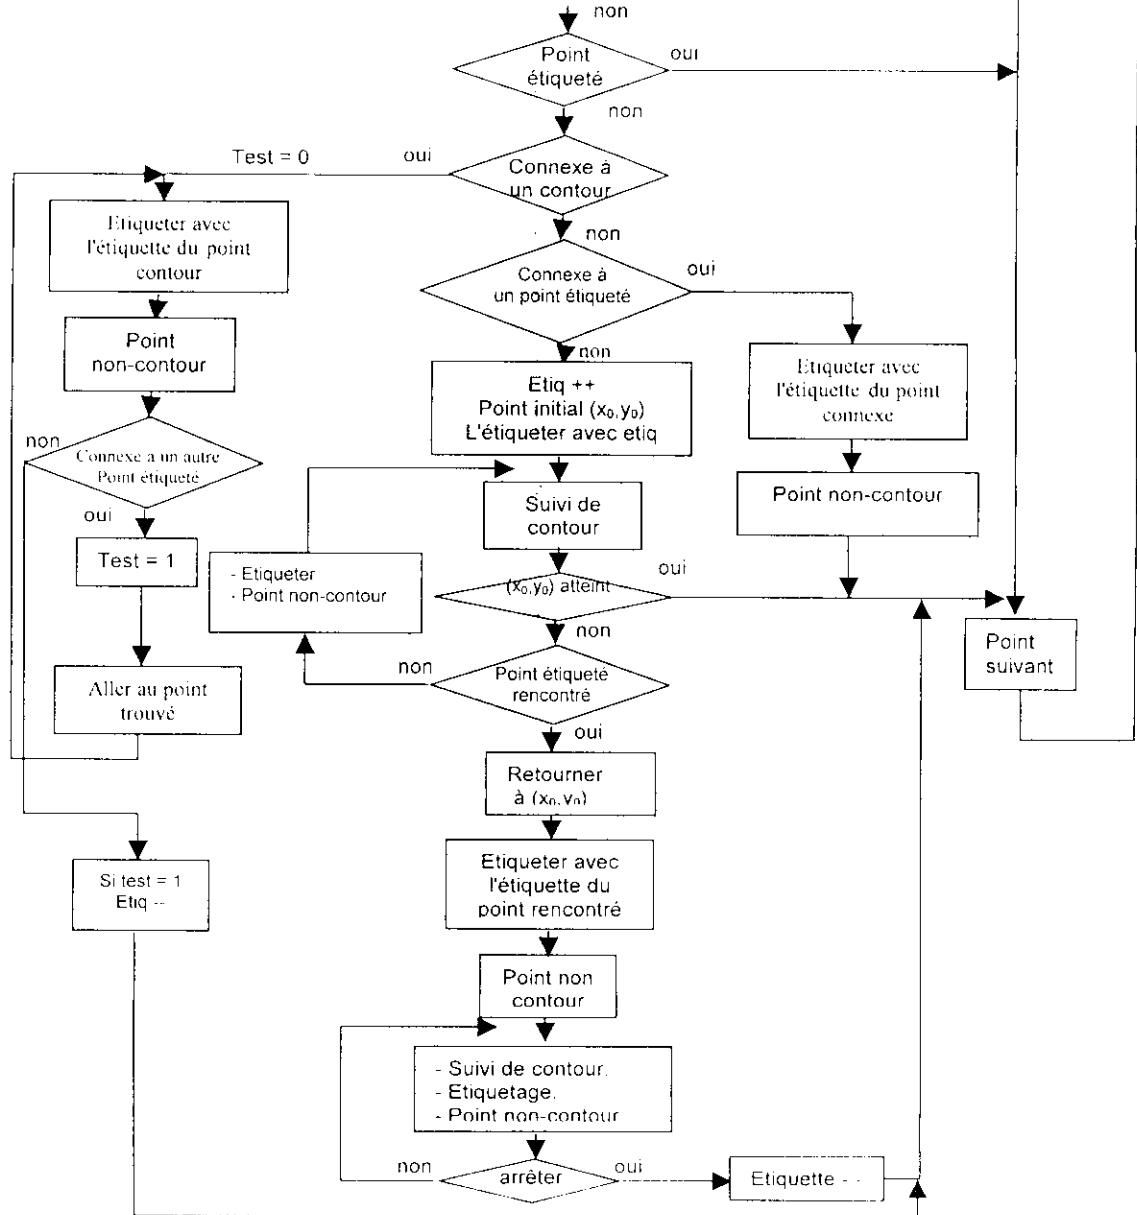 non
Point
étiqueté
oui
non
Test = 0
oui
Connexe à
un contour
non
Etiqueter avec
l'étiquette du point
contour
Connexe à
un point étiqueté
oui
Point
non-contour
non
Etiq ++
Point initial (x₀,y₀)
L'étiqueter avec etiq
Etiqueter avec
l'étiquette du point
connexe
non
Connexe a un autre
Point étiqueté
oui
Suivi de
contour
Point non-contour
Test = 1
- Etiqueter
- Point non-contour
(x₀,y₀) atteint
oui
non
Point
suivant
non
Point étiqueté
rencontré
Aller au point
trouvé
oui
Retourner
à (x₀,y₀)
Si test = 1
Etiq --
Etiqueter avec
l'étiquette du
point rencontré
Point non
contour
- Suivi de contour.
- Etiquetage.
- Point non-contour
non
arrêter
oui
Etiquette - -